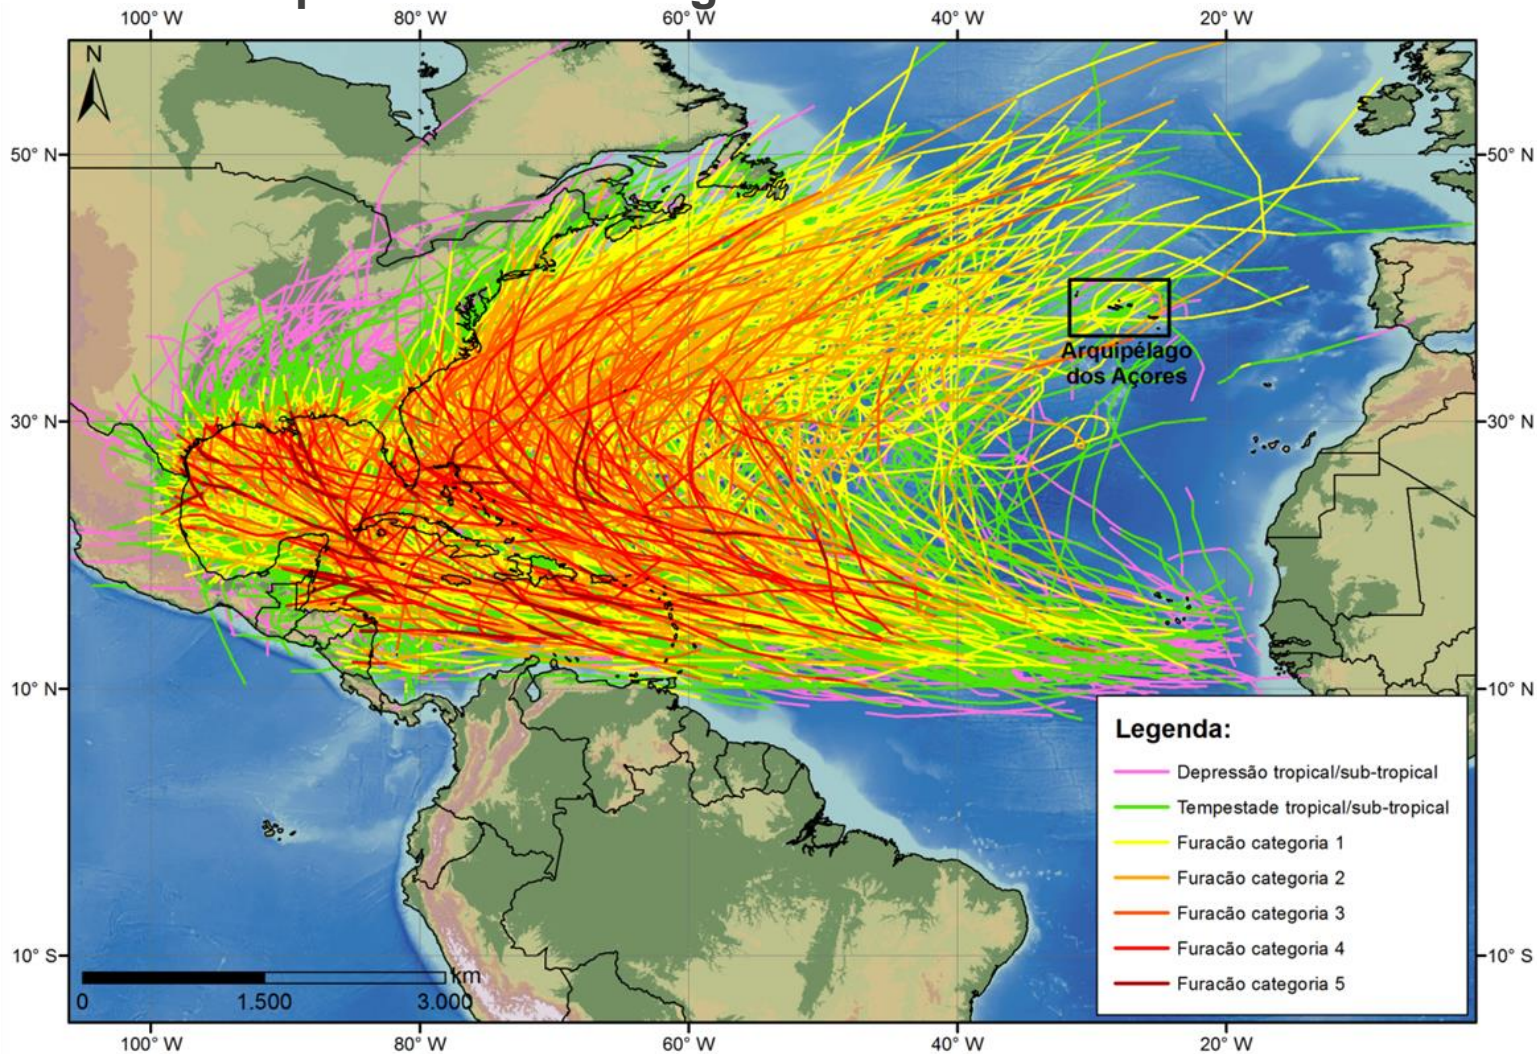 100° W 80° W 60° W 40° W 20° W
N
50° N 50° N
Arquipélago
dos Açores
30° N 30° N
10° N 10° N
Legenda:
Depressão tropical/sub-tropical
Tempestade tropical/sub-tropical
Furacão categoria 1
Furacão categoria 2
Furacão categoria 3
Furacão categoria 4
Furacão categoria 5
10° S 10° S
km
0 1.500 3.000
100° W 80° W 60° W 40° W 20° W